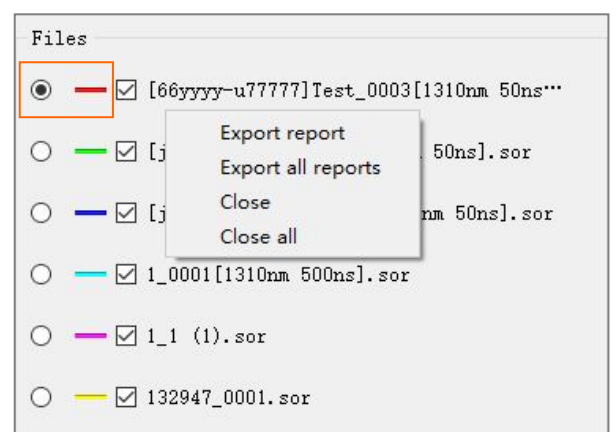 Files
[66yyyy-u77777]Test_0003[1310nm 50ns…
Export report
[j 50ns].sor
Export all reports
Close
[j nm 50ns].sor
Close all
1_0001[1310nm 500ns].sor
1_1 (1).sor
132947_0001.sor